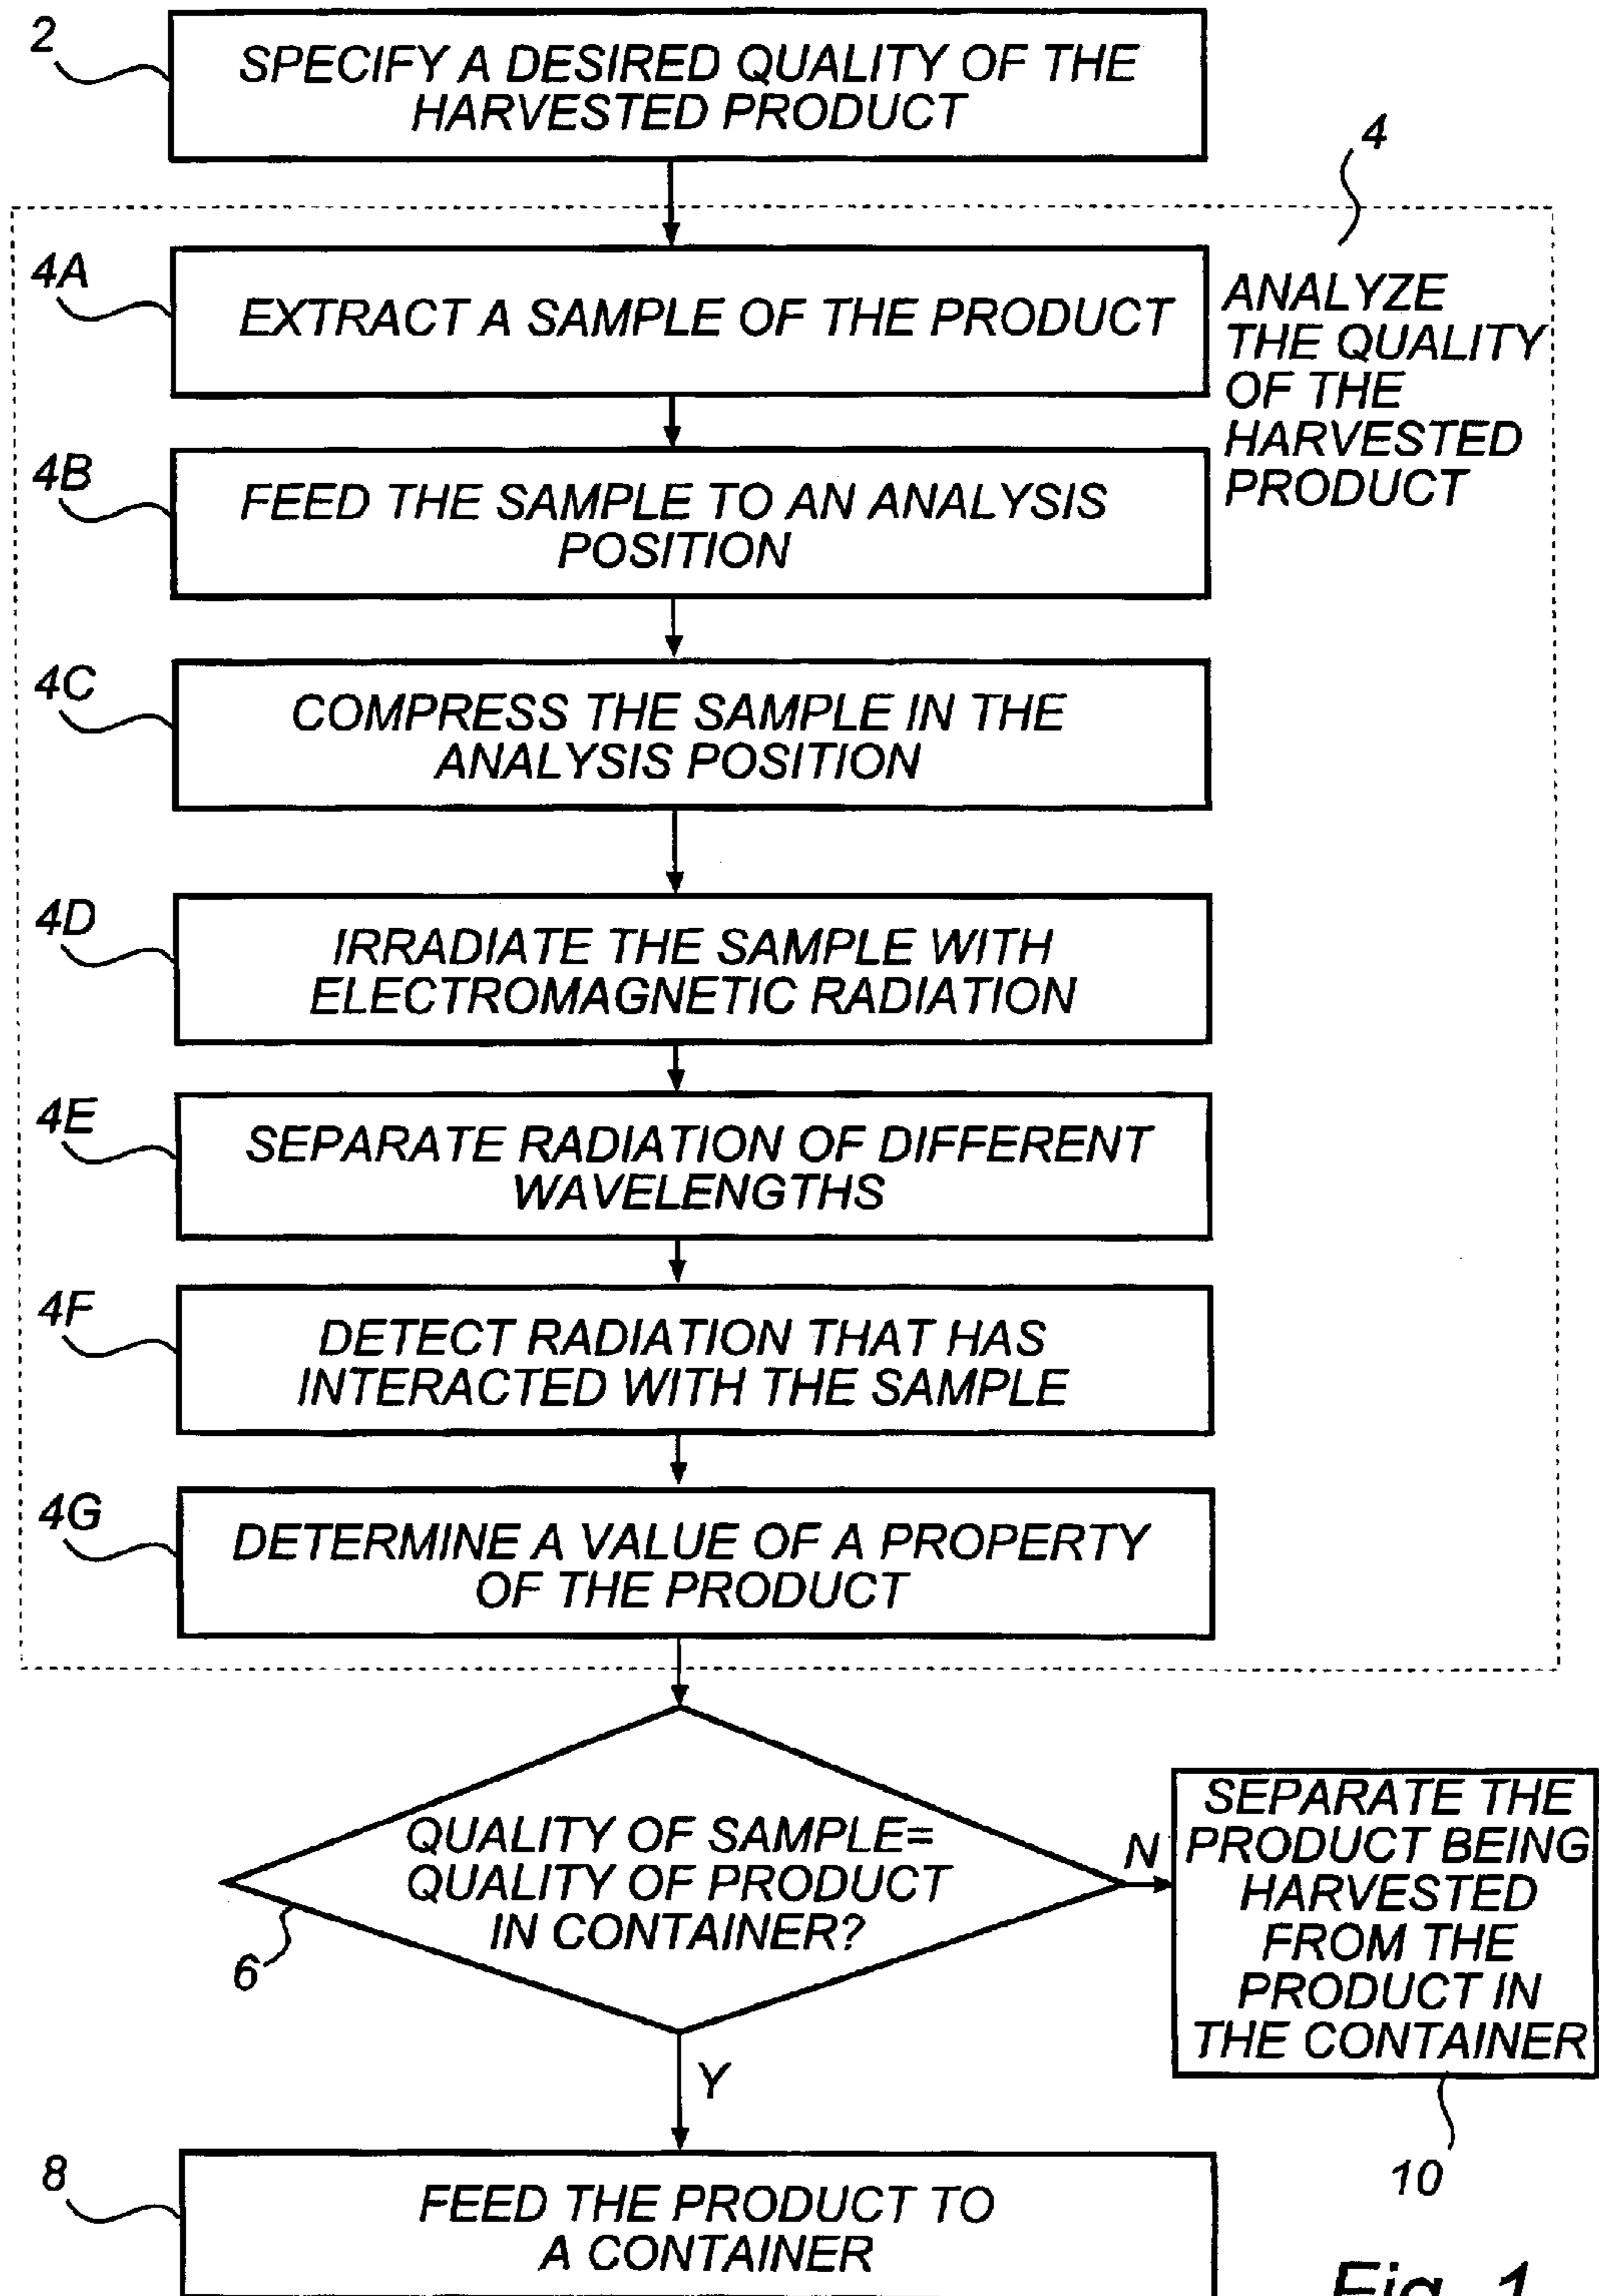 2
SPECIFY A DESIRED QUALITY OF THE
HARVESTED PRODUCT
4
4A
EXTRACT A SAMPLE OF THE PRODUCT
ANALYZE
THE QUALITY
OF THE
HARVESTED
PRODUCT
4B
FEED THE SAMPLE TO AN ANALYSIS
POSITION
4C
COMPRESS THE SAMPLE IN THE
ANALYSIS POSITION
4D
IRRADIATE THE SAMPLE WITH
ELECTROMAGNETIC RADIATION
4E
SEPARATE RADIATION OF DIFFERENT
WAVELENGTHS
4F
DETECT RADIATION THAT HAS
INTERACTED WITH THE SAMPLE
4G
DETERMINE A VALUE OF A PROPERTY
OF THE PRODUCT
QUALITY OF SAMPLE=
QUALITY OF PRODUCT
IN CONTAINER?
6
N
SEPARATE THE
PRODUCT BEING
HARVESTED
FROM THE
PRODUCT IN
THE CONTAINER
10
Y
8
FEED THE PRODUCT TO
A CONTAINER
Fig. 1